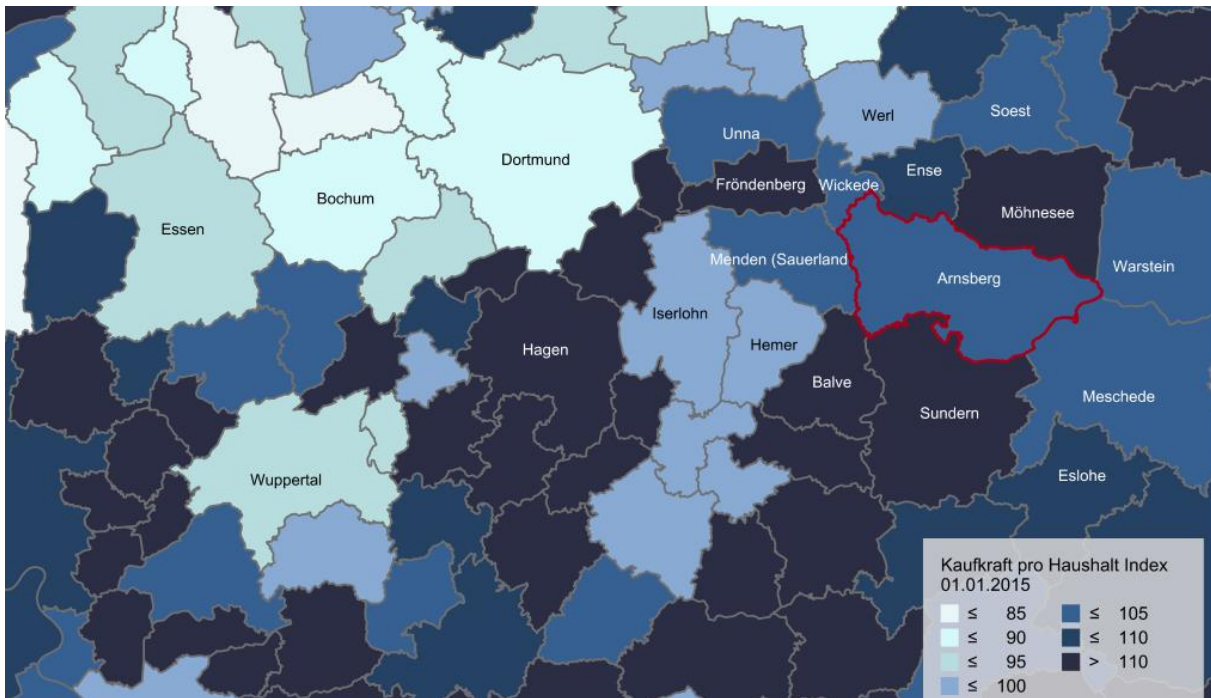 Werl
Soest
Unna
Dortmund
Ense
Fröndenberg
Wickede
Bochum
Möhnesee
Essen
Menden (Sauerland
Warstein
Arnsberg
Iserlohn
Hagen
Hemer
Balve
Meschede
Sundern
Eslohe
Wuppertal
Kaufkraft pro Haushalt Index
01.01.2015
≤ 85
≤ 90
≤ 95
≤ 100
≤ 105
≤ 110
> 110